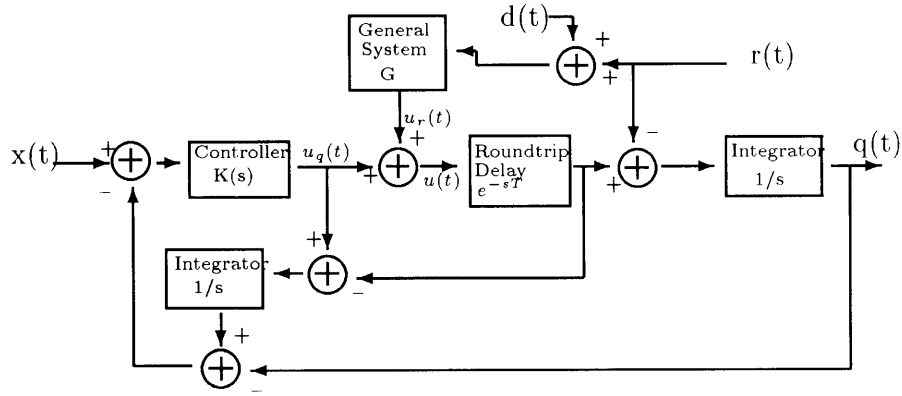 d(t)
+
General
System
G
+
r(t)
u_r(t)
+
−
x(t)
+
−
Controller
K(s)
u_q(t)
+
u(t)
Roundtrip
Delay
e^{-sT}
+
Integrator
1/s
q(t)
+
−
Integrator
1/s
+
−